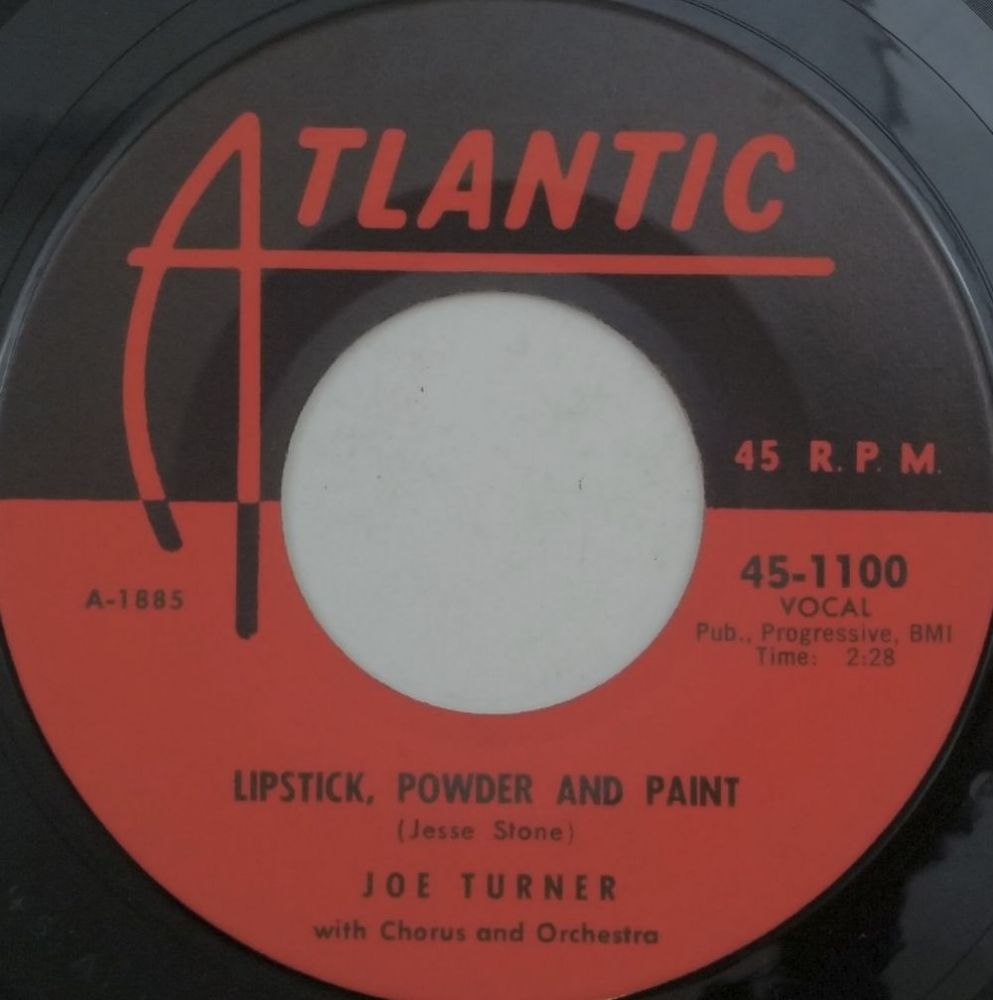 ATLANTIC
45 R.P.M.
45-1100
A-1885
VOCAL
Pub., Progressive, BMI
Time: 2:28
LIPSTICK, POWDER AND PAINT
(Jesse Stone)
JOE TURNER
with Chorus and Orchestra